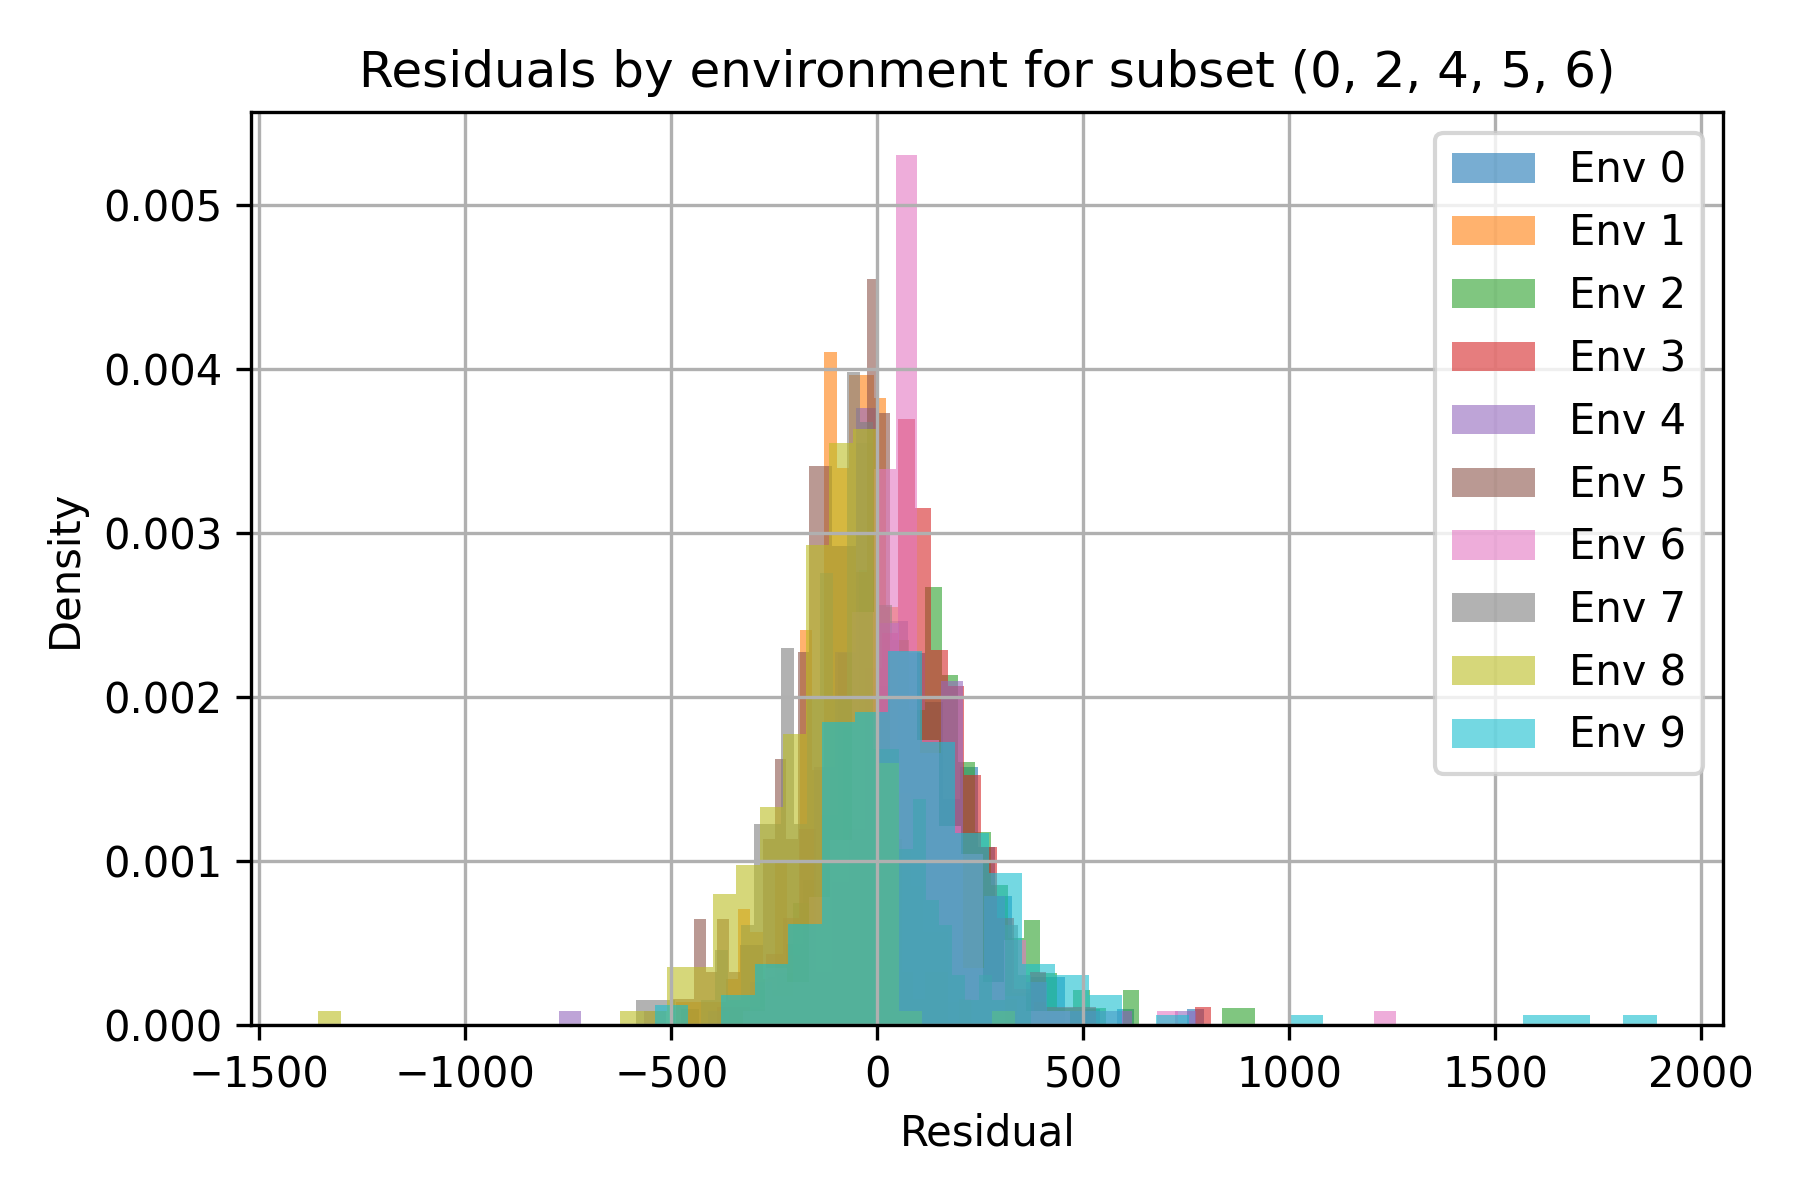 Residuals by environment for subset (0, 2, 4, 5, 6)
Env 0
Env 1
Env 2
Env 3
Env 4
Env 5
Env 6
Env 7
Env 8
Env 9
Density
0.005
0.004
0.003
0.002
0.001
0.000
−1500 −1000 −500 0 500 1000 1500 2000
Residual